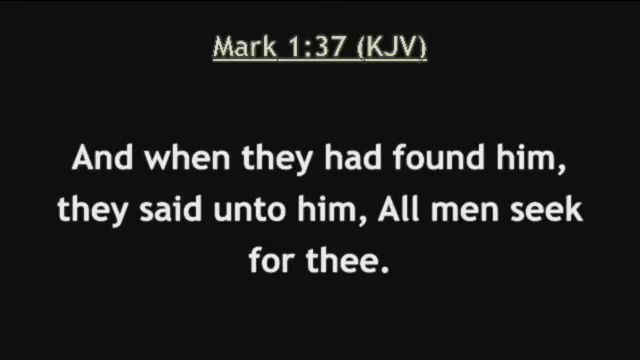 Mark 1:37 (KJV)
And when they had found him,
they said unto him, All men seek
for thee.